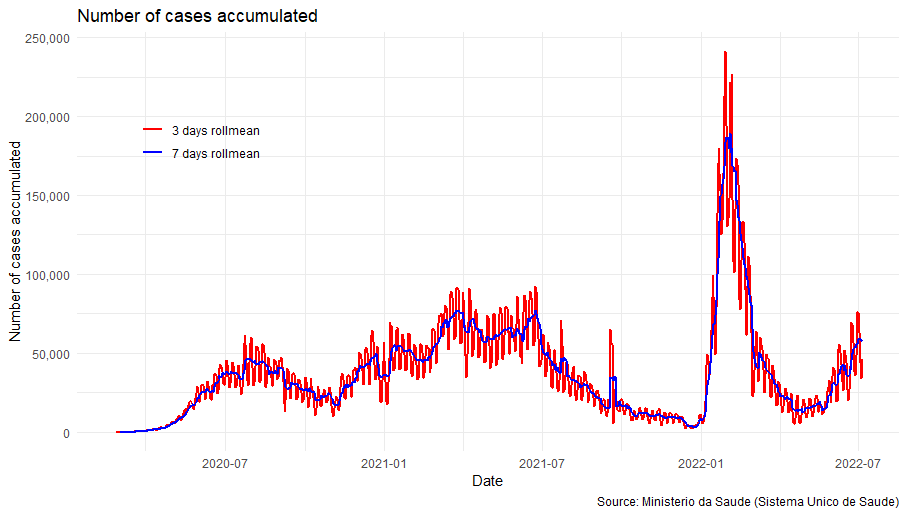 Number of cases accumulated
Number of cases accumulated
250,000
200,000
150,000
100,000
50,000
0
3 days rollmean
7 days rollmean
2020-07
2021-01
2021-07
2022-01
2022-07
Date
Source: Ministerio da Saude (Sistema Unico de Saude)